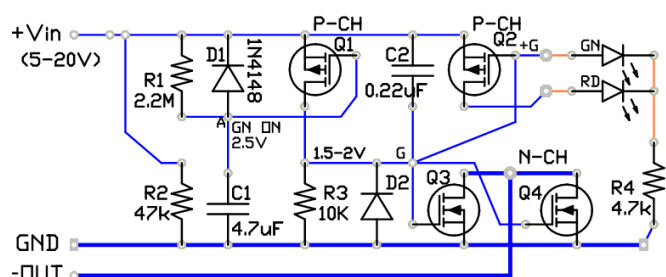 +Vin
(5-20V)
R1
2.2M
D1
1N4148
P-CH
Q1
C2
0.22uF
P-CH
Q2
+G
GN
RD
A
GN ON
2.5V
1.5-2V
G
N-CH
R2
47k
C1
4.7uF
R3
10K
D2
Q3
Q4
R4
4.7k
GND
-OUT